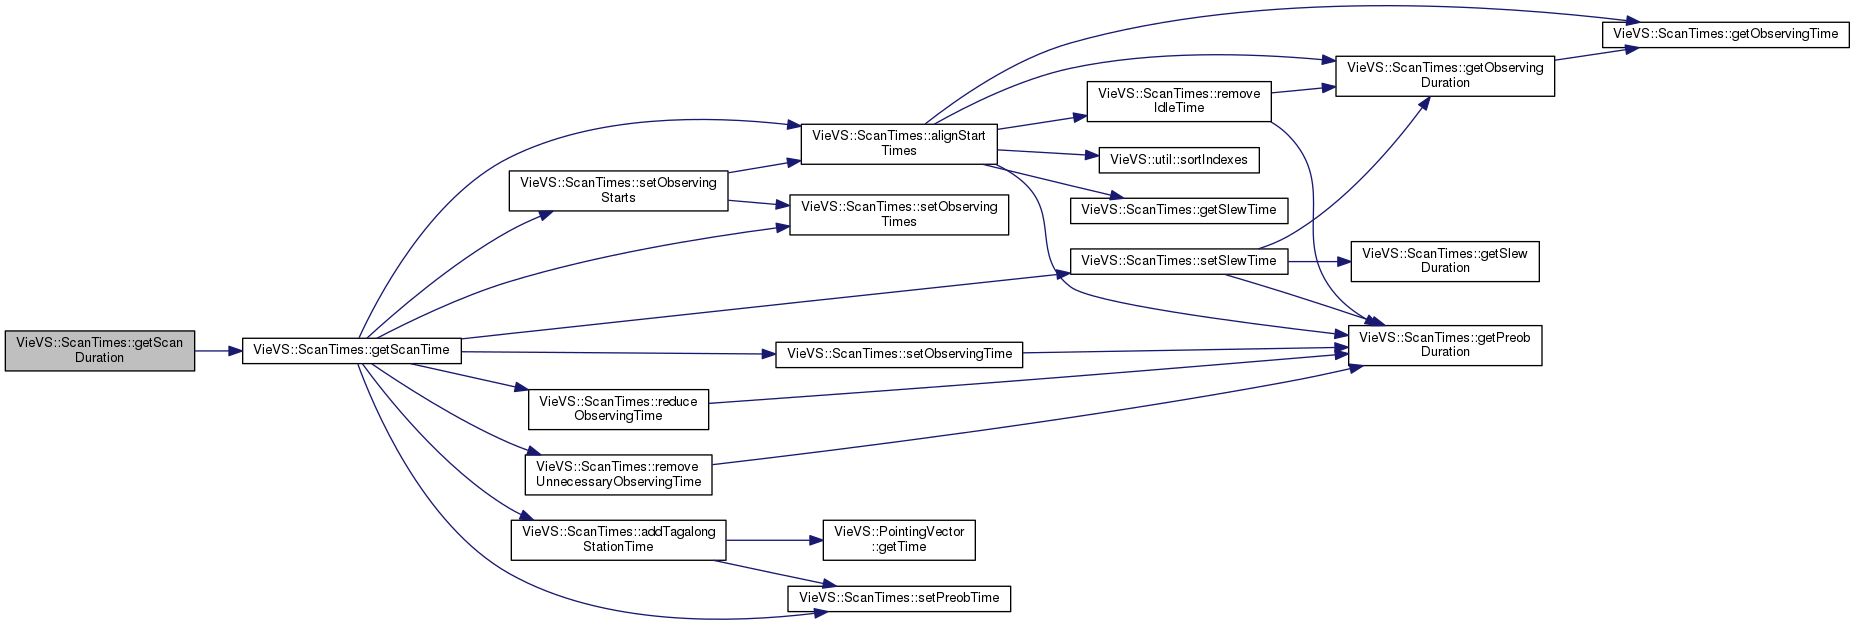 VieVS::ScanTimes::getScan
Duration
VieVS::ScanTimes::getScanTime
VieVS::ScanTimes::setObserving
Starts
VieVS::ScanTimes::reduce
ObservingTime
VieVS::ScanTimes::remove
UnnecessaryObservingTime
VieVS::ScanTimes::addTagalong
StationTime
VieVS::ScanTimes::alignStart
Times
VieVS::ScanTimes::setObserving
Times
VieVS::ScanTimes::setObservingTime
VieVS::PointingVector
::getTime
VieVS::ScanTimes::setPreobTime
VieVS::ScanTimes::remove
IdleTime
VieVS::util::sortIndexes
VieVS::ScanTimes::getSlewTime
VieVS::ScanTimes::setSlewTime
VieVS::ScanTimes::getObserving
Duration
VieVS::ScanTimes::getSlew
Duration
VieVS::ScanTimes::getPreob
Duration
VieVS::ScanTimes::getObservingTime